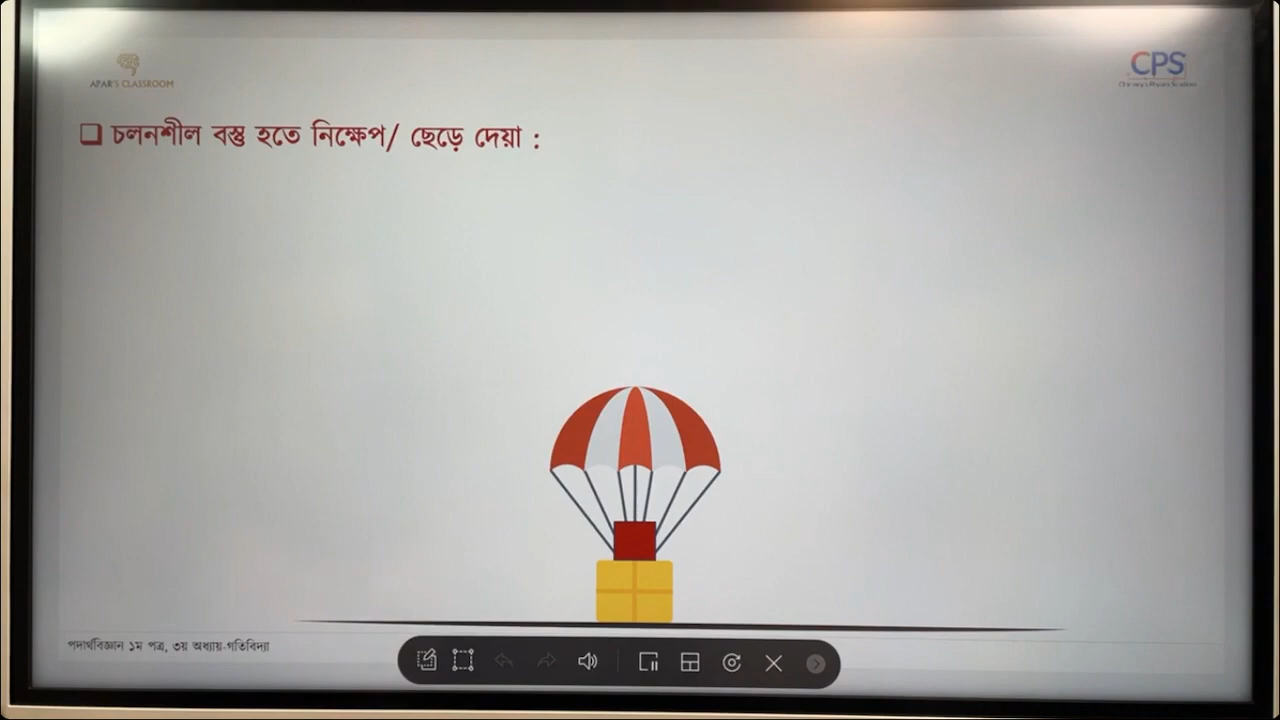 APAR'S CLASSROOM
CPS
❑ চলনশীল বস্তু হতে নিক্ষেপ/ ছেড়ে দেয়া :
পদার্থবিজ্ঞান ১ম পত্র, ৩য় অধ্যায়-গতিবিদ্যা